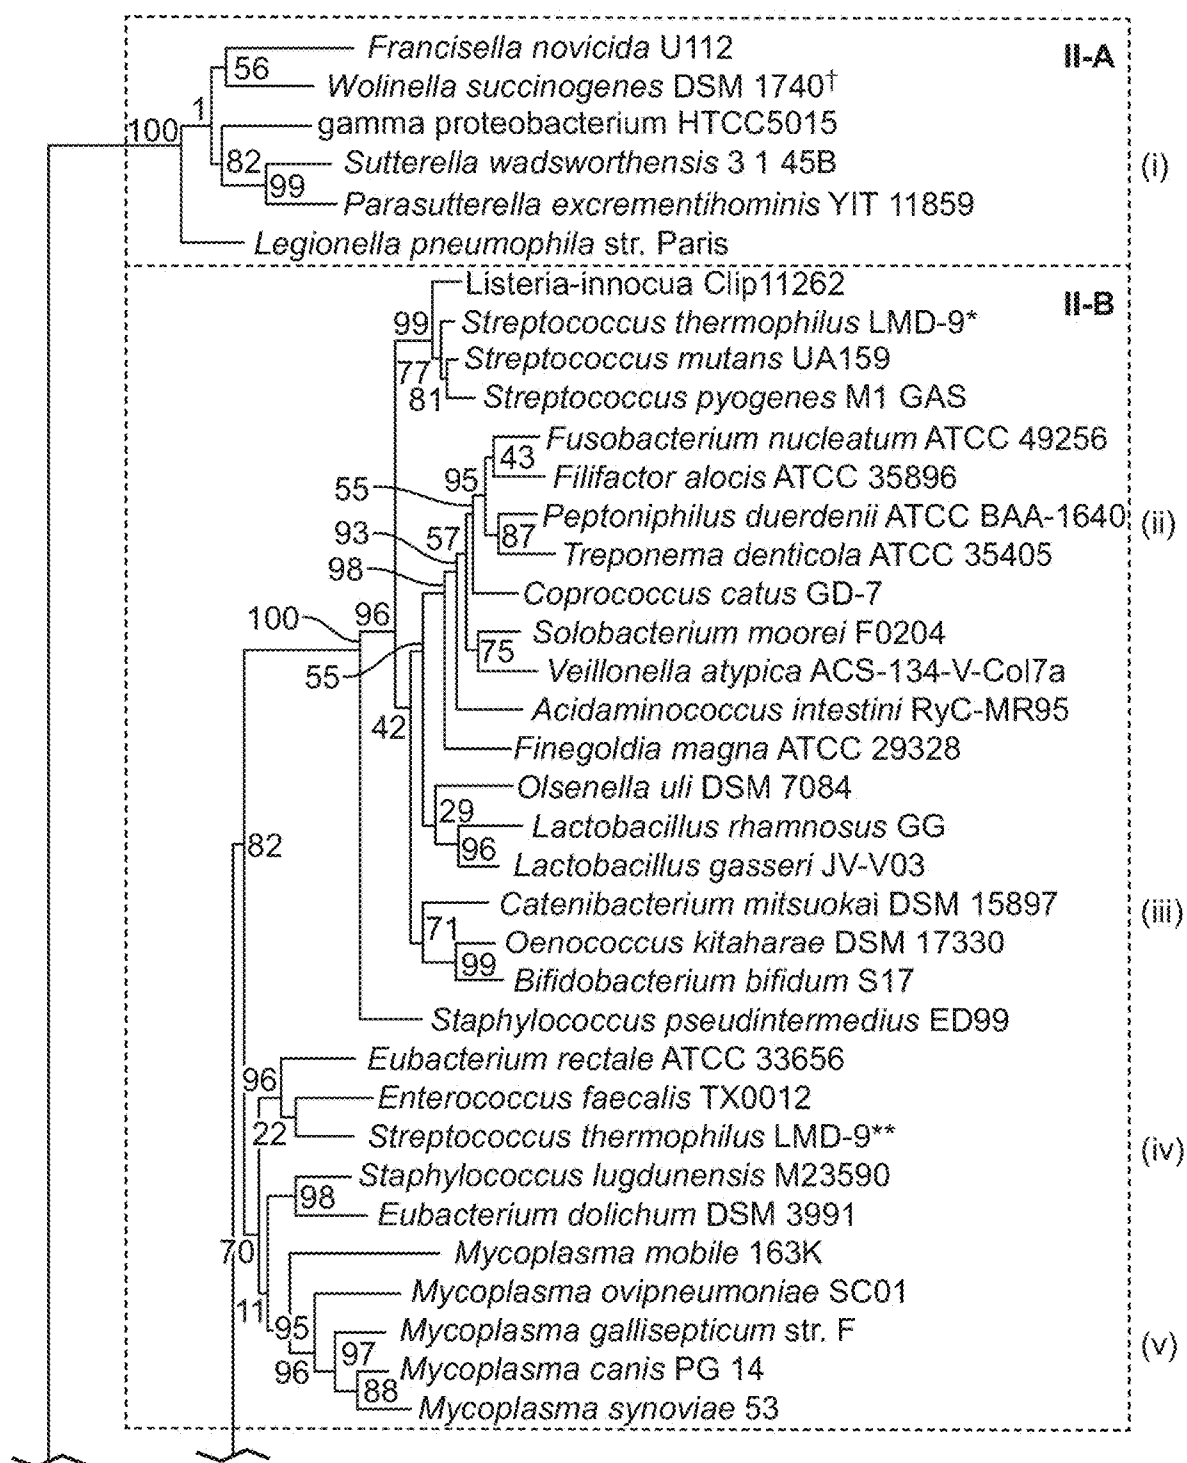 Francisella novicida U112
II-A
56
Wolinella succinogenes DSM 1740†
1
100
gamma proteobacterium HTCC5015
82
Sutterella wadsworthensis 3 1 45B
(i)
99
Parasutterella excrementihominis YIT 11859
Legionella pneumophila str. Paris
Listeria-innocua Clip11262
II-B
99
Streptococcus thermophilus LMD-9*
77
Streptococcus mutans UA159
81
Streptococcus pyogenes M1 GAS
Fusobacterium nucleatum ATCC 49256
43
95
Filifactor alocis ATCC 35896
55
Peptoniphilus duerdenii ATCC BAA-1640
(ii)
93
57
87
Treponema denticola ATCC 35405
98
Coprococcus catus GD-7
100
96
Solobacterium moorei F0204
75
55
Veillonella atypica ACS-134-V-Col7a
Acidaminococcus intestini RyC-MR95
42
Finegoldia magna ATCC 29328
Olsenella uli DSM 7084
29
Lactobacillus rhamnosus GG
82
96
Lactobacillus gasseri JV-V03
Catenibacterium mitsuokai DSM 15897
(iii)
71
Oenococcus kitaharae DSM 17330
99
Bifidobacterium bifidum S17
Staphylococcus pseudintermedius ED99
Eubacterium rectale ATCC 33656
96
Enterococcus faecalis TX0012
22
Streptococcus thermophilus LMD-9**
(iv)
Staphylococcus lugdunensis M23590
98
Eubacterium dolichum DSM 3991
70
Mycoplasma mobile 163K
Mycoplasma ovipneumoniae SC01
11
95
Mycoplasma gallisepticum str. F
(v)
97
96
Mycoplasma canis PG 14
88
Mycoplasma synoviae 53